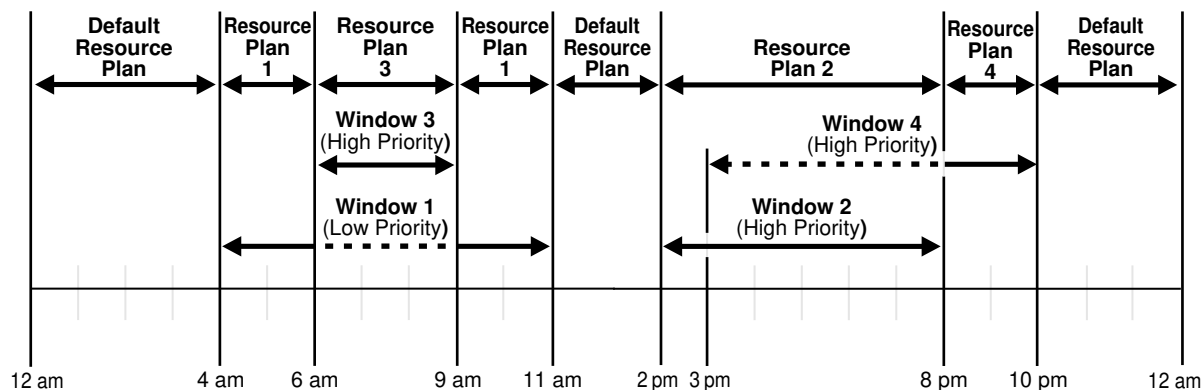 Default
Resource
Plan
Resource
Plan
1
Resource
Plan
3
Resource
Plan
1
Default
Resource
Plan
Resource
Plan 2
Resource
Plan
4
Default
Resource
Plan
Window 3
(High Priority)
Window 4
(High Priority)
Window 1
(Low Priority)
Window 2
(High Priority)
12 am
4 am
6 am
9 am
11 am
2 pm
3 pm
8 pm
10 pm
12 am